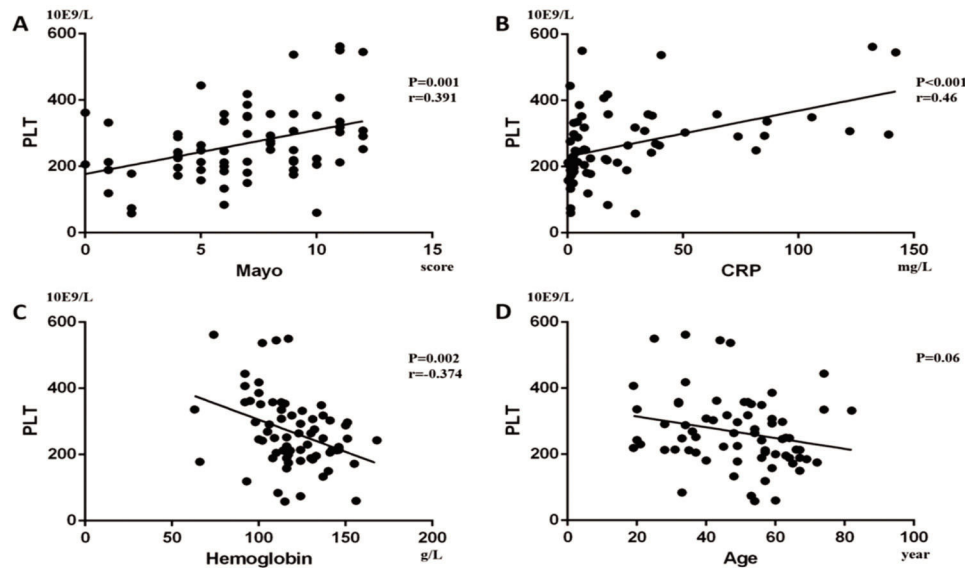 A
10E9/L
600
400
200
0
PLT
P=0.001
r=0.391
0 5 10 15
Mayo
score
B
10E9/L
600
400
200
0
PLT
P<0.001
r=0.46
0 50 100 150
CRP
mg/L
C
10E9/L
600
400
200
0
PLT
P=0.002
r=-0.374
0 50 100 150 200
Hemoglobin
g/L
D
10E9/L
600
400
200
0
PLT
P=0.06
0 20 40 60 80 100
Age
year